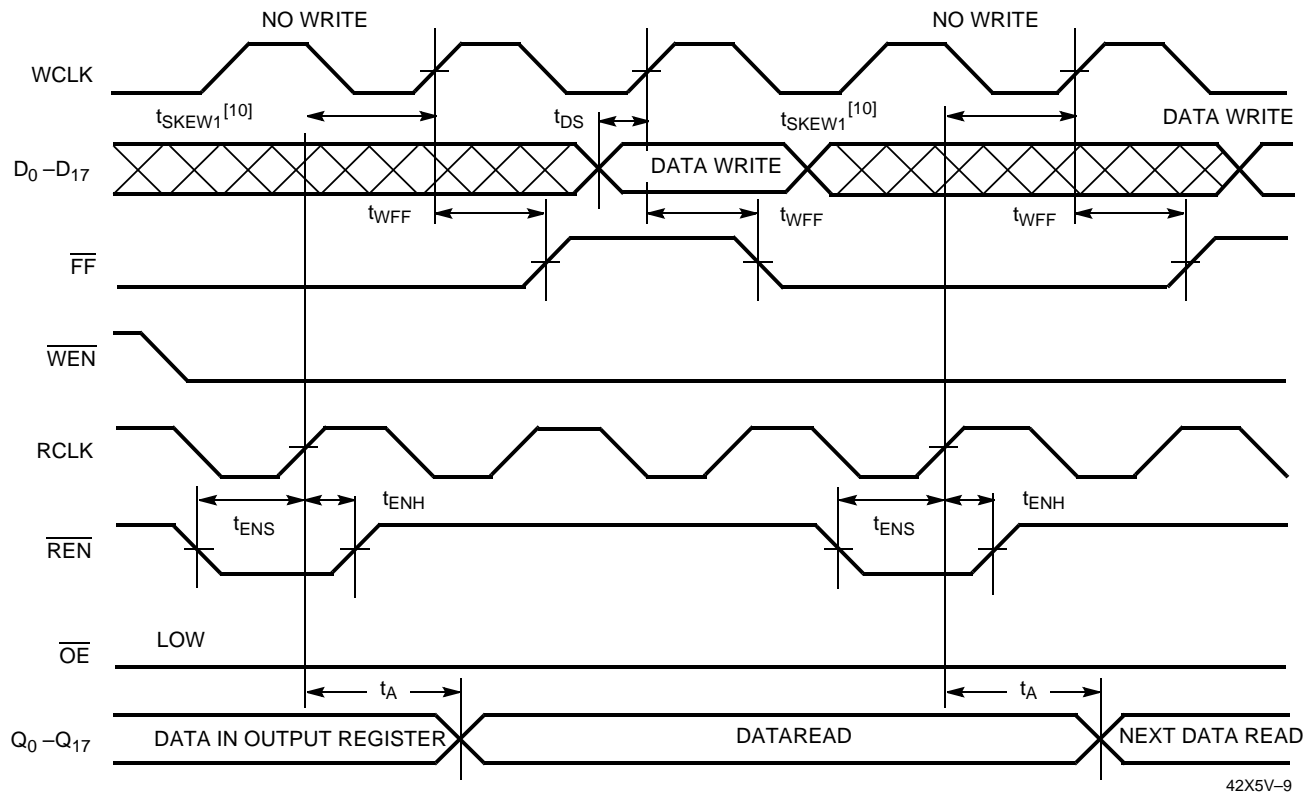 NO WRITE NO WRITE
WCLK
tSKEW1[10] tDS tSKEW1[10] DATA WRITE
D0 –D17 DATA WRITE
tWFF tWFF tWFF
FF
WEN
RCLK
tENS tENH tENS tENH
REN
LOW
OE
tA tA
Q0 –Q17 DATA IN OUTPUT REGISTER DATAREAD NEXT DATA READ
42X5V–9